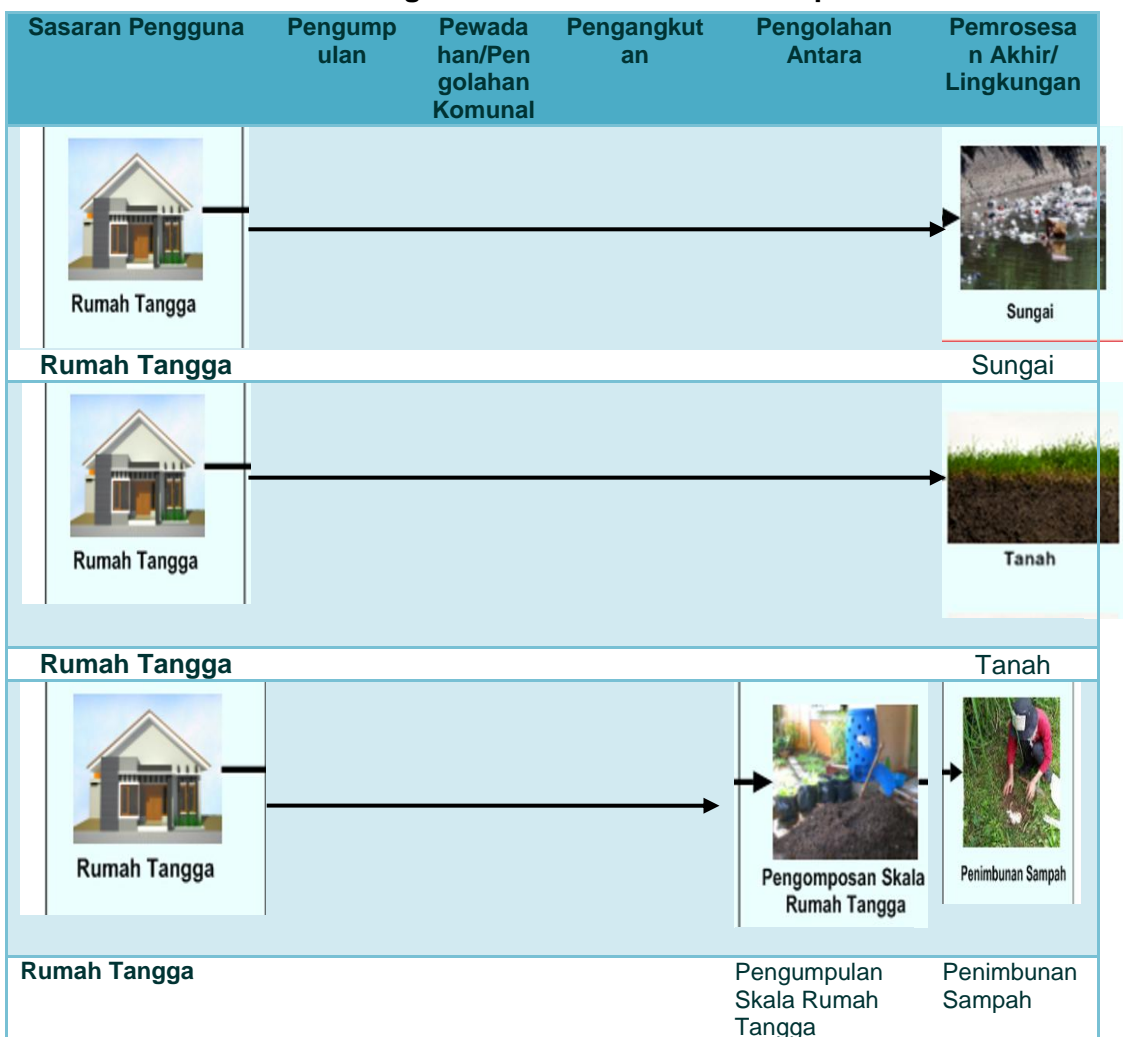 Sasaran Pengguna
Pengump
ulan
Pewada
han/Pen
golahan
Komunal
Pengangkut
an
Pengolahan
Antara
Pemrosesa
n Akhir/
Lingkungan
Rumah Tangga
Sungai
Rumah Tangga
Sungai
Rumah Tangga
Tanah
Rumah Tangga
Tanah
Rumah Tangga
Pengomposan Skala
Rumah Tangga
Penimbunan Sampah
Rumah Tangga
Pengumpulan
Skala Rumah
Tangga
Penimbunan
Sampah